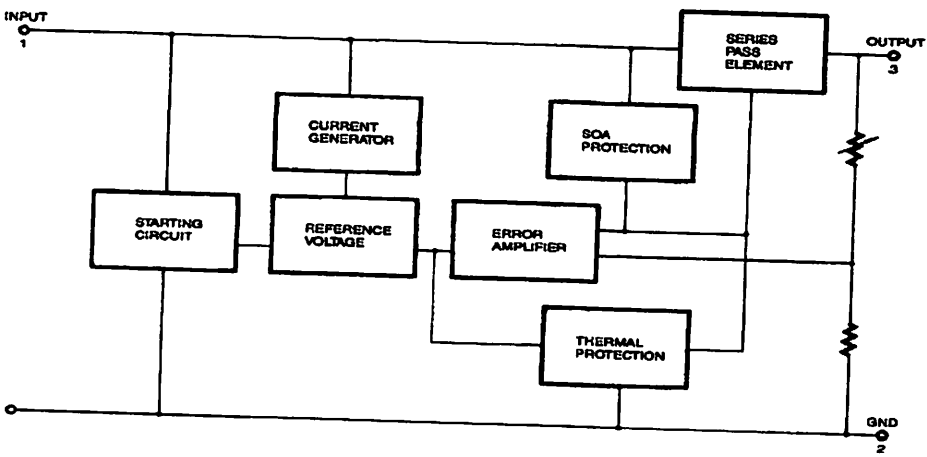 INPUT
1
SERIES
PASS
ELEMENT
OUTPUT
3
CURRENT
GENERATOR
SOA
PROTECTION
STARTING
CIRCUIT
REFERENCE
VOLTAGE
ERROR
AMPLIFIER
THERMAL
PROTECTION
GND
2